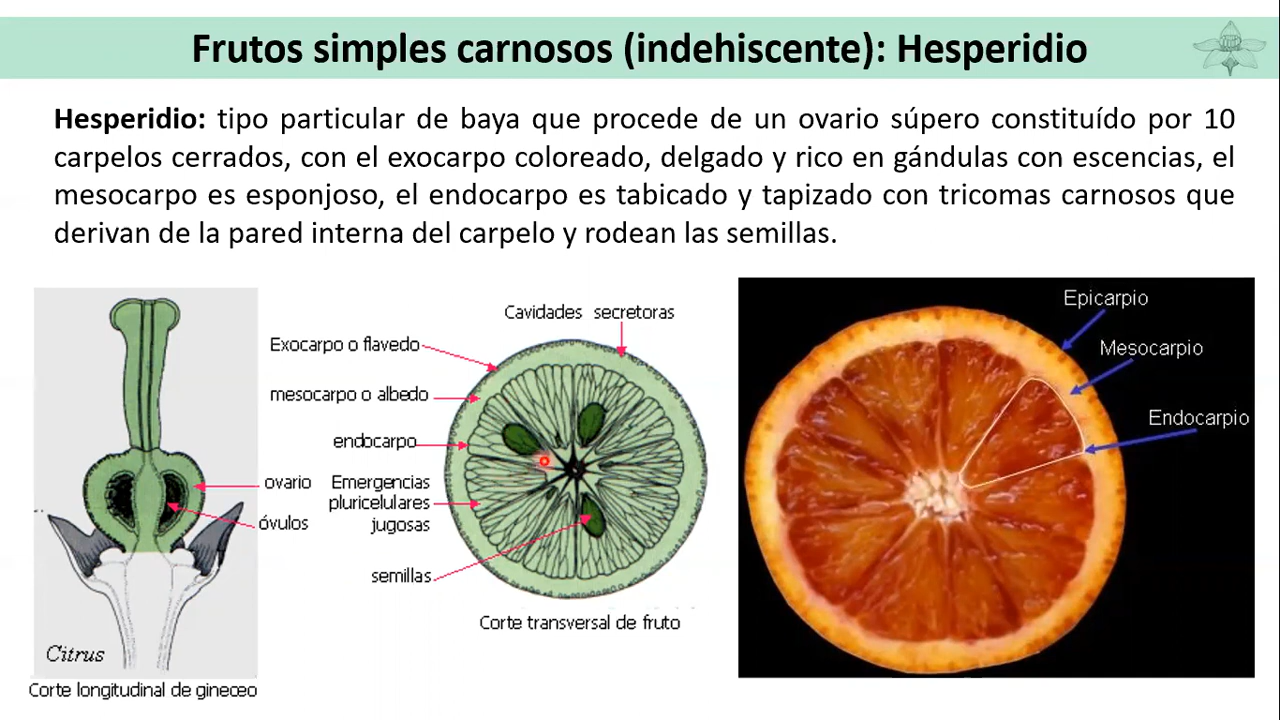 Frutos simples carnosos (indehiscente): Hesperidio
Hesperidio: tipo particular de baya que procede de un ovario súpero constituído por 10
carpelos cerrados, con el exocarpo coloreado, delgado y rico en gándulas con escencias, el
mesocarpo es esponjoso, el endocarpo es tabicado y tapizado con tricomas carnosos que
derivan de la pared interna del carpelo y rodean las semillas.
ovario
óvulos
Citrus
Corte longitudinal de gineceo
Cavidades secretoras
Exocarpo o flavedo
mesocarpo o albedo
endocarpo
Emergencias
pluricelulares
jugosas
semillas
Corte transversal de fruto
Epicarpio
Mesocarpio
Endocarpio